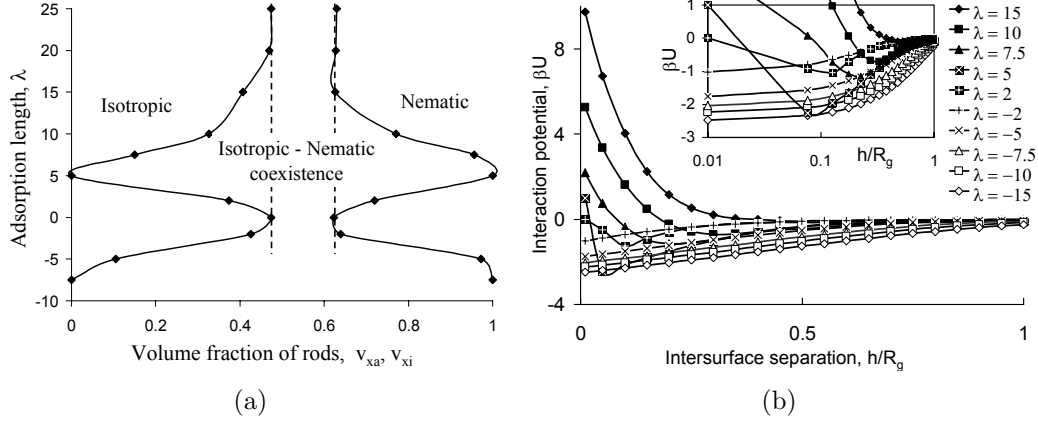 25
20
15
10
5
0
-5
-10
Adsorption length, λ
Isotropic
Nematic
Isotropic - Nematic
coexistence
0
0.2
0.4
0.6
0.8
1
Volume fraction of rods, v_xa, v_xi
(a)
8
4
0
-4
Interaction potential, βU
0
0.5
1
Intersurface separation, h/R_g
1
0
-1
-2
-3
βU
0.01
0.1
1
h/R_g
λ = 15
λ = 10
λ = 7.5
λ = 5
λ = 2
λ = −2
λ = −5
λ = −7.5
λ = −10
λ = −15
(b)